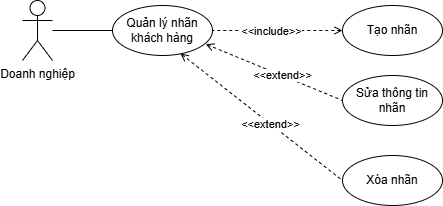 Quản lý nhãn
khách hàng
<<include>>
Tạo nhãn
Doanh nghiệp
<<extend>>
Sửa thông tin
nhãn
<<extend>>
Xóa nhãn